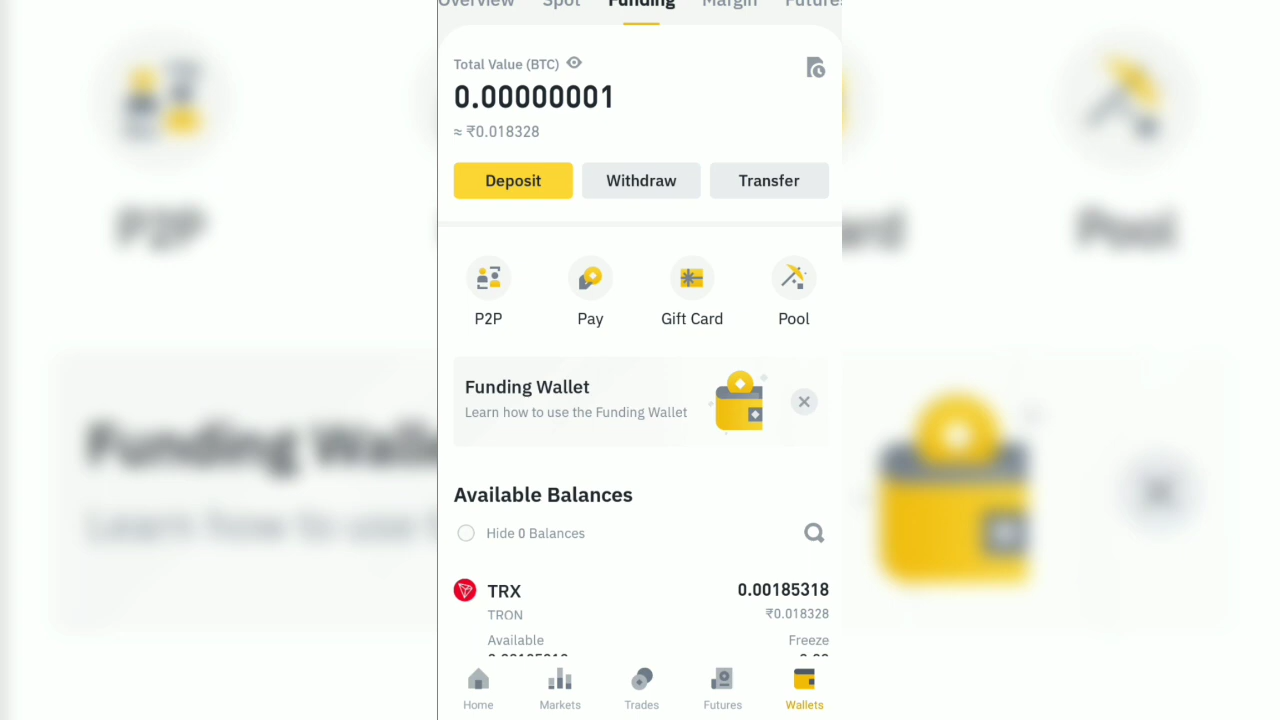 Overview Spot Funding Margin Futures
Total Value (BTC)
0.00000001
≈ ₹0.018328
Deposit Withdraw Transfer
P2P Pay Gift Card Pool
Funding Wallet
Learn how to use the Funding Wallet
Available Balances
Hide 0 Balances
TRX 0.00185318
TRON ₹0.018328
Available Freeze
Home Markets Trades Futures Wallets